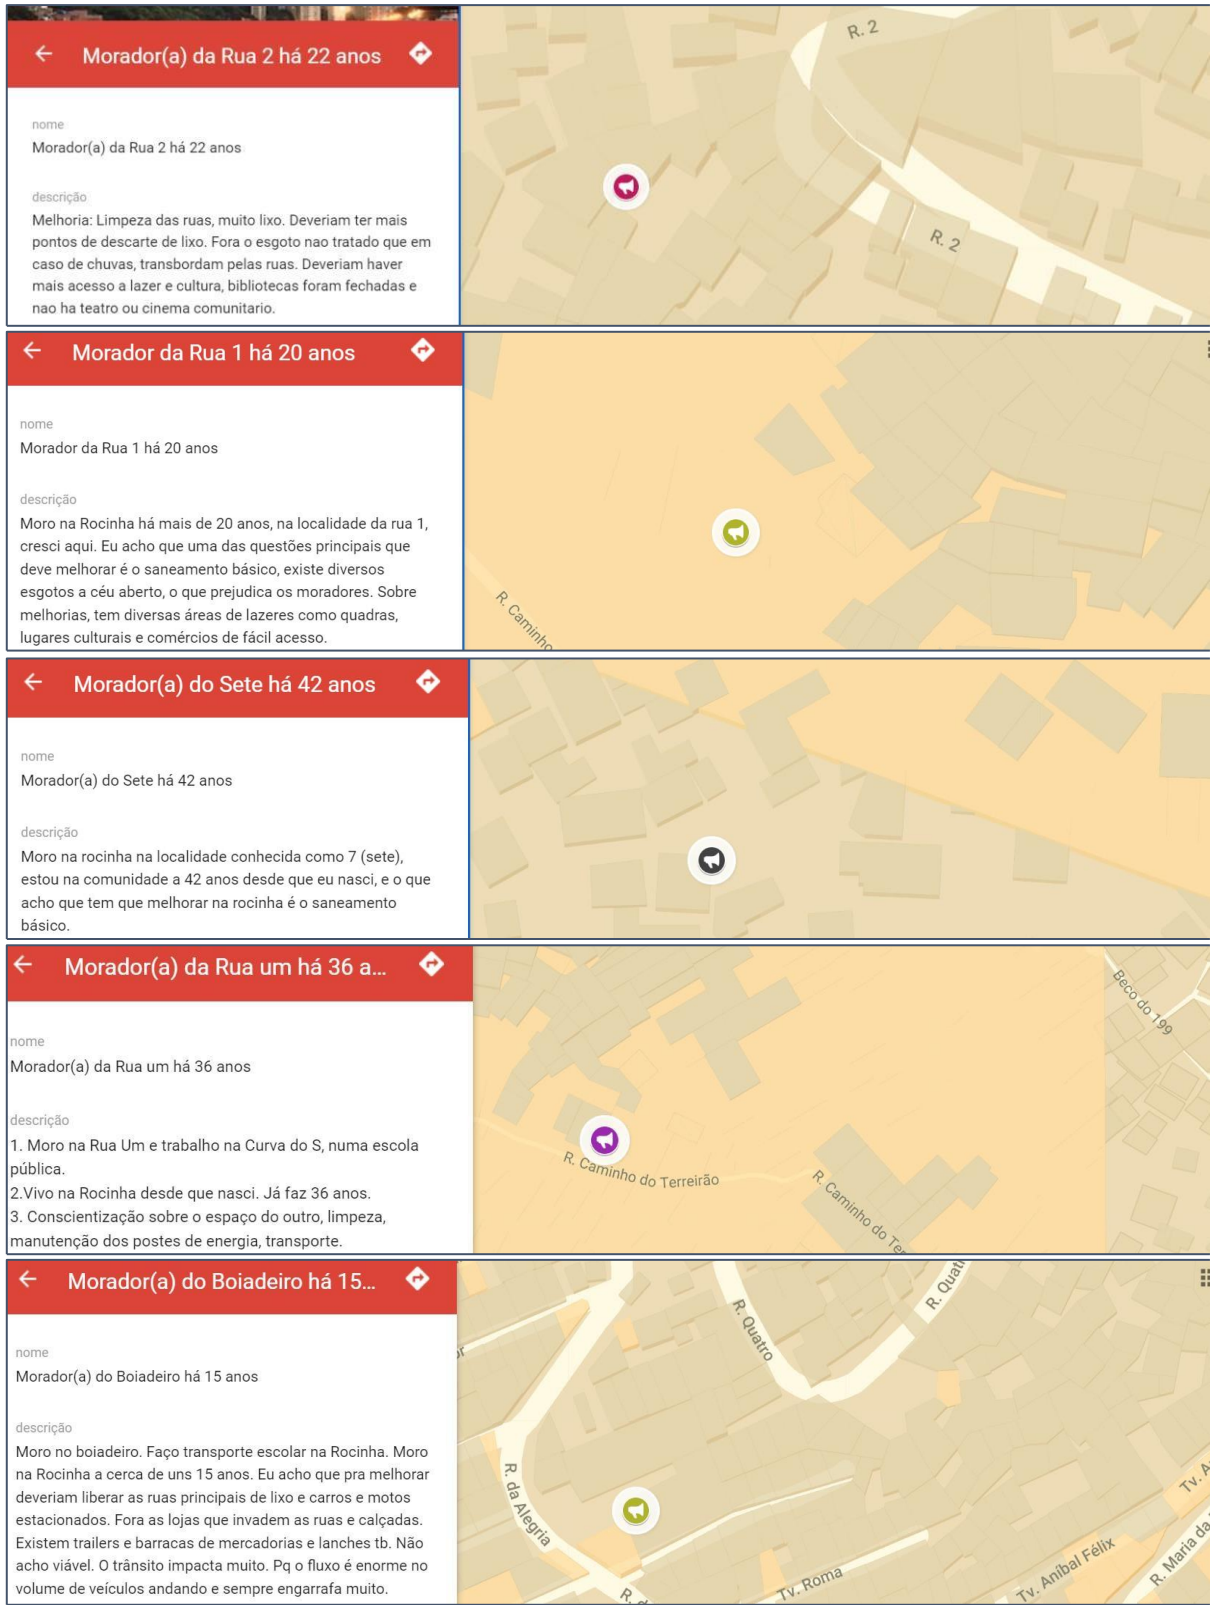 Morador(a) da Rua 2 há 22 anos
nome
Morador(a) da Rua 2 há 22 anos
descrição
Melhoria: Limpeza das ruas, muito lixo. Deveriam ter mais
pontos de descarte de lixo. Fora o esgoto nao tratado que em
caso de chuvas, transbordam pelas ruas. Deveriam haver
mais acesso a lazer e cultura, bibliotecas foram fechadas e
nao ha teatro ou cinema comunitario.
R. 2
R. 2
Morador da Rua 1 há 20 anos
nome
Morador da Rua 1 há 20 anos
descrição
Moro na Rocinha há mais de 20 anos, na localidade da rua 1,
cresci aqui. Eu acho que uma das questões principais que
deve melhorar é o saneamento básico, existe diversos
esgotos a céu aberto, o que prejudica os moradores. Sobre
melhorias, tem diversas áreas de lazeres como quadras,
lugares culturais e comércios de fácil acesso.
R. Caminho
Morador(a) do Sete há 42 anos
nome
Morador(a) do Sete há 42 anos
descrição
Moro na rocinha na localidade conhecida como 7 (sete),
estou na comunidade a 42 anos desde que eu nasci, e o que
acho que tem que melhorar na rocinha é o saneamento
básico.
Morador(a) da Rua um há 36 a...
nome
Morador(a) da Rua um há 36 anos
descrição
1. Moro na Rua Um e trabalho na Curva do S, numa escola
pública.
2.Vivo na Rocinha desde que nasci. Já faz 36 anos.
3. Conscientização sobre o espaço do outro, limpeza,
manutenção dos postes de energia, transporte.
Beco do 199
R. Caminho do Terreirão
R. Caminho do Te
Morador(a) do Boiadeiro há 15...
nome
Morador(a) do Boiadeiro há 15 anos
descrição
Moro no boiadeiro. Faço transporte escolar na Rocinha. Moro
na Rocinha a cerca de uns 15 anos. Eu acho que pra melhorar
deveriam liberar as ruas principais de lixo e carros e motos
estacionados. Fora as lojas que invadem as ruas e calçadas.
Existem trailers e barracas de mercadorias e lanches tb. Não
acho viável. O trânsito impacta muito. Pq o fluxo é enorme no
volume de veículos andando e sempre engarrafa muito.
R. Quatro
R. Quat
R. da Alegria
R. d
Tv. Roma
Tv. Aníbal Félix
Tv. A
R. Maria da